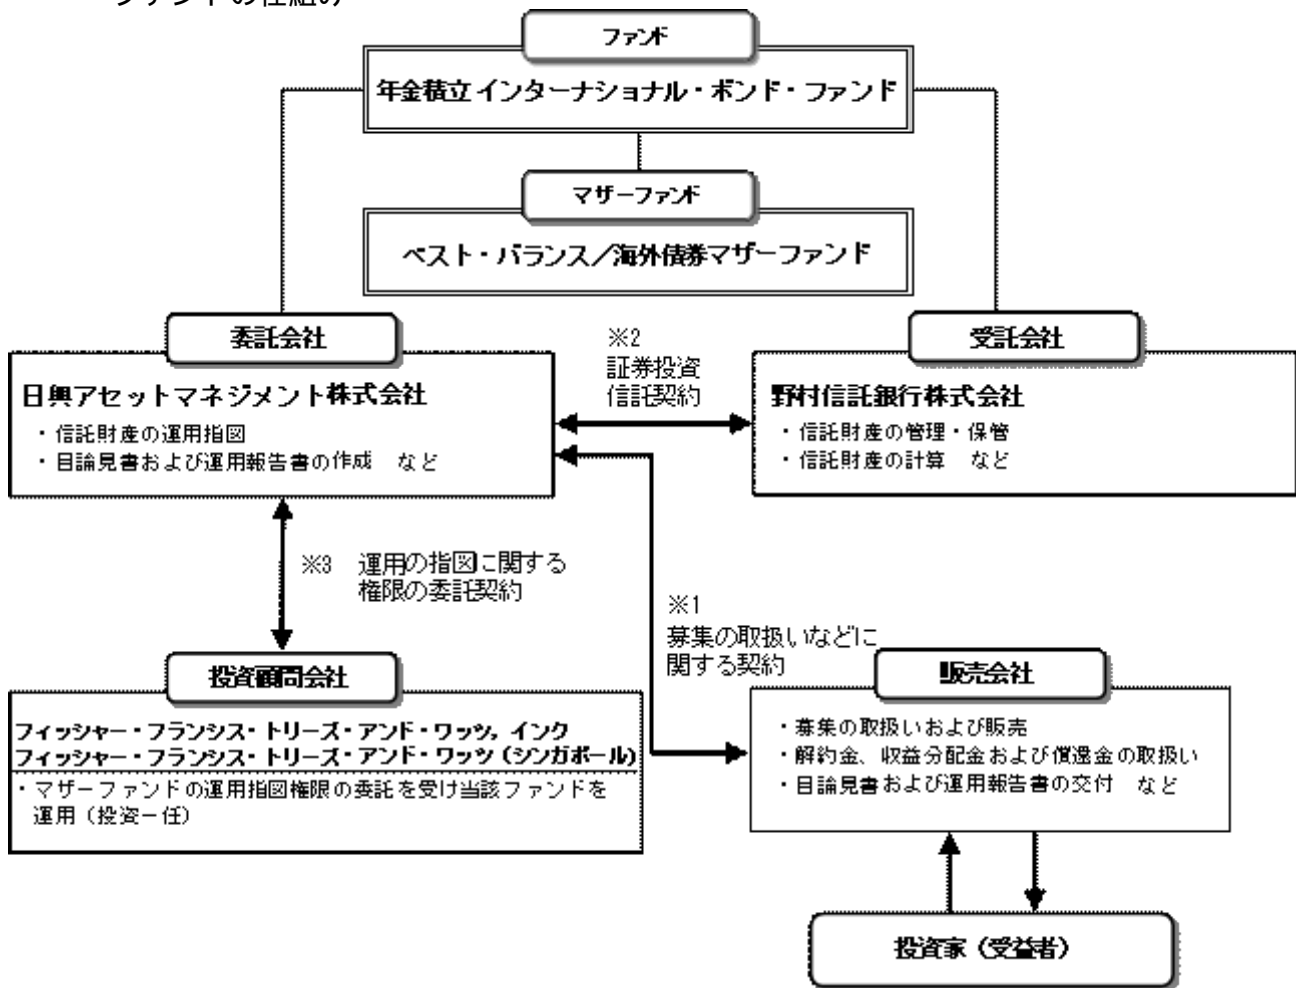 ファンドの仕組み
ファンド
年金積立 インターナショナル・ボンド・ファンド
マザーファンド
ベスト・バランス／海外債券マザーファンド
委託会社
日興アセットマネジメント株式会社
・信託財産の運用指図
・目論見書および運用報告書の作成 など
※2
証券投資
信託契約
受託会社
野村信託銀行株式会社
・信託財産の管理・保管
・信託財産の計算 など
※3 運用の指図に関する
権限の委託契約
※1
募集の取扱いなどに
関する契約
投資顧問会社
フィッシャー・フランシス・トリーズ・アンド・ワッツ，インク
フィッシャー・フランシス・トリーズ・アンド・ワッツ（シンガポール）
・マザーファンドの運用指図権限の委託を受け当該ファンドを
運用（投資一任）
販売会社
・募集の取扱いおよび販売
・解約金、収益分配金および償還金の取扱い
・目論見書および運用報告書の交付 など
投資家（受益者）